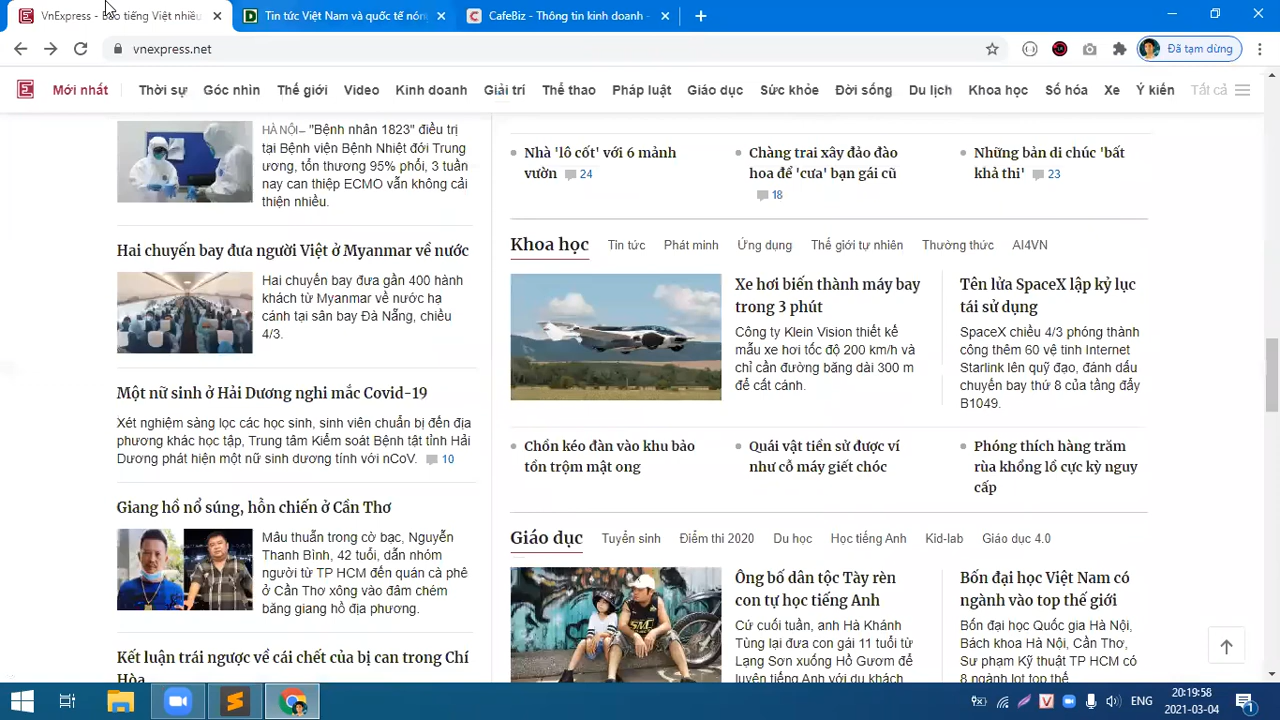 VnExpress - Báo tiếng Việt nhiều
Tin tức Việt Nam và quốc tế nóng
CafeBiz - Thông tin kinh doanh -
vnexpress.net
Đã tạm dừng
Mới nhất
Thời sự
Góc nhìn
Thế giới
Video
Kinh doanh
Giải trí
Thể thao
Pháp luật
Giáo dục
Sức khỏe
Đời sống
Du lịch
Khoa học
Số hóa
Xe
Ý kiến
Tất cả
HÀ NỘI– "Bệnh nhân 1823" điều trị
tại Bệnh viện Bệnh Nhiệt đới Trung
ương, tổn thương 95% phổi, 3 tuần
nay can thiệp ECMO vẫn không cải
thiện nhiều.
Hai chuyến bay đưa người Việt ở Myanmar về nước
Hai chuyến bay đưa gần 400 hành
khách từ Myanmar về nước hạ
cánh tại sân bay Đà Nẵng, chiều
4/3.
Một nữ sinh ở Hải Dương nghi mắc Covid-19
Xét nghiệm sàng lọc các học sinh, sinh viên chuẩn bị đến địa
phương khác học tập, Trung tâm Kiểm soát Bệnh tật tỉnh Hải
Dương phát hiện một nữ sinh dương tính với nCoV. 10
Giang hồ nổ súng, hỗn chiến ở Cần Thơ
Mâu thuẫn trong cờ bạc, Nguyễn
Thanh Bình, 42 tuổi, dẫn nhóm
người từ TP HCM đến quán cà phê
ở Cần Thơ xông vào đâm chém
băng giang hồ địa phương.
Kết luận trái ngược về cái chết của bị can trong Chí
Hòa
Nhà 'lô cốt' với 6 mảnh
vườn 24
Chàng trai xây đảo đào
hoa để 'cưa' bạn gái cũ
18
Những bản di chúc 'bất
khả thi' 23
Khoa học
Tin tức
Phát minh
Ứng dụng
Thế giới tự nhiên
Thường thức
AI4VN
Xe hơi biến thành máy bay
trong 3 phút
Công ty Klein Vision thiết kế
mẫu xe hơi tốc độ 200 km/h và
chỉ cần đường băng dài 300 m
để cất cánh.
Tên lửa SpaceX lập kỷ lục
tái sử dụng
SpaceX chiều 4/3 phóng thành
công thêm 60 vệ tinh Internet
Starlink lên quỹ đạo, đánh dấu
chuyến bay thứ 8 của tầng đẩy
B1049.
Chồn kéo đàn vào khu bảo
tồn trộm mật ong
Quái vật tiền sử được ví
như cỗ máy giết chóc
Phóng thích hàng trăm
rùa khổng lồ cực kỳ nguy
cấp
Giáo dục
Tuyển sinh
Điểm thi 2020
Du học
Học tiếng Anh
Kid-lab
Giáo dục 4.0
Ông bố dân tộc Tày rèn
con tự học tiếng Anh
Cứ cuối tuần, anh Hà Khánh
Tùng lại đưa con gái 11 tuổi từ
Lạng Sơn xuống Hồ Gươm để
luyện tiếng Anh với du khách
Bốn đại học Việt Nam có
ngành vào top thế giới
Bốn đại học Quốc gia Hà Nội,
Bách khoa Hà Nội, Cần Thơ,
Sư phạm Kỹ thuật TP HCM có
8 ngành lọt top thế
ENG
20:19:58
2021-03-04
1